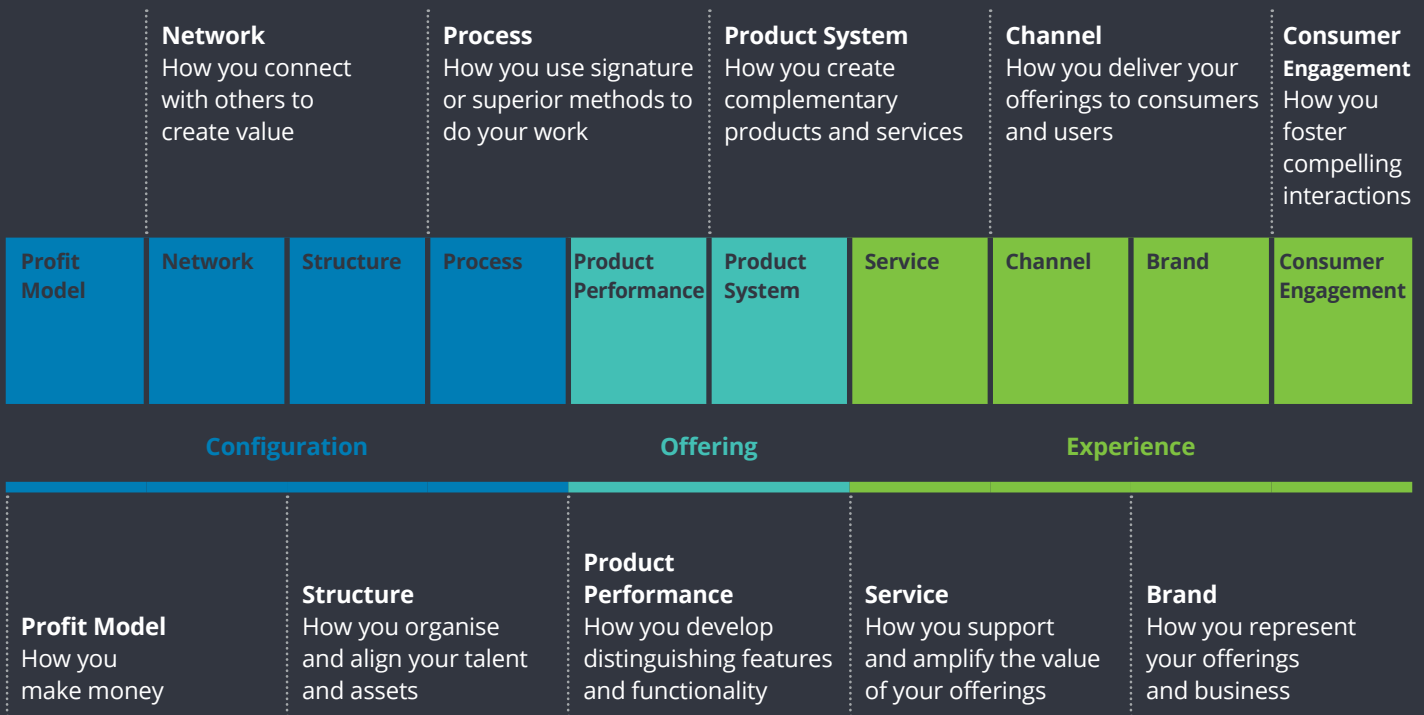 Network
How you connect
with others to
create value
Process
How you use signature
or superior methods to
do your work
Product System
How you create
complementary
products and services
Channel
How you deliver your
offerings to consumers
and users
Consumer
Engagement
How you
foster
compelling
interactions
Profit
Model
Network
Structure
Process
Product
Performance
Product
System
Service
Channel
Brand
Consumer
Engagement
Configuration
Offering
Experience
Profit Model
How you
make money
Structure
How you organise
and align your talent
and assets
Product
Performance
How you develop
distinguishing features
and functionality
Service
How you support
and amplify the value
of your offerings
Brand
How you represent
your offerings
and business